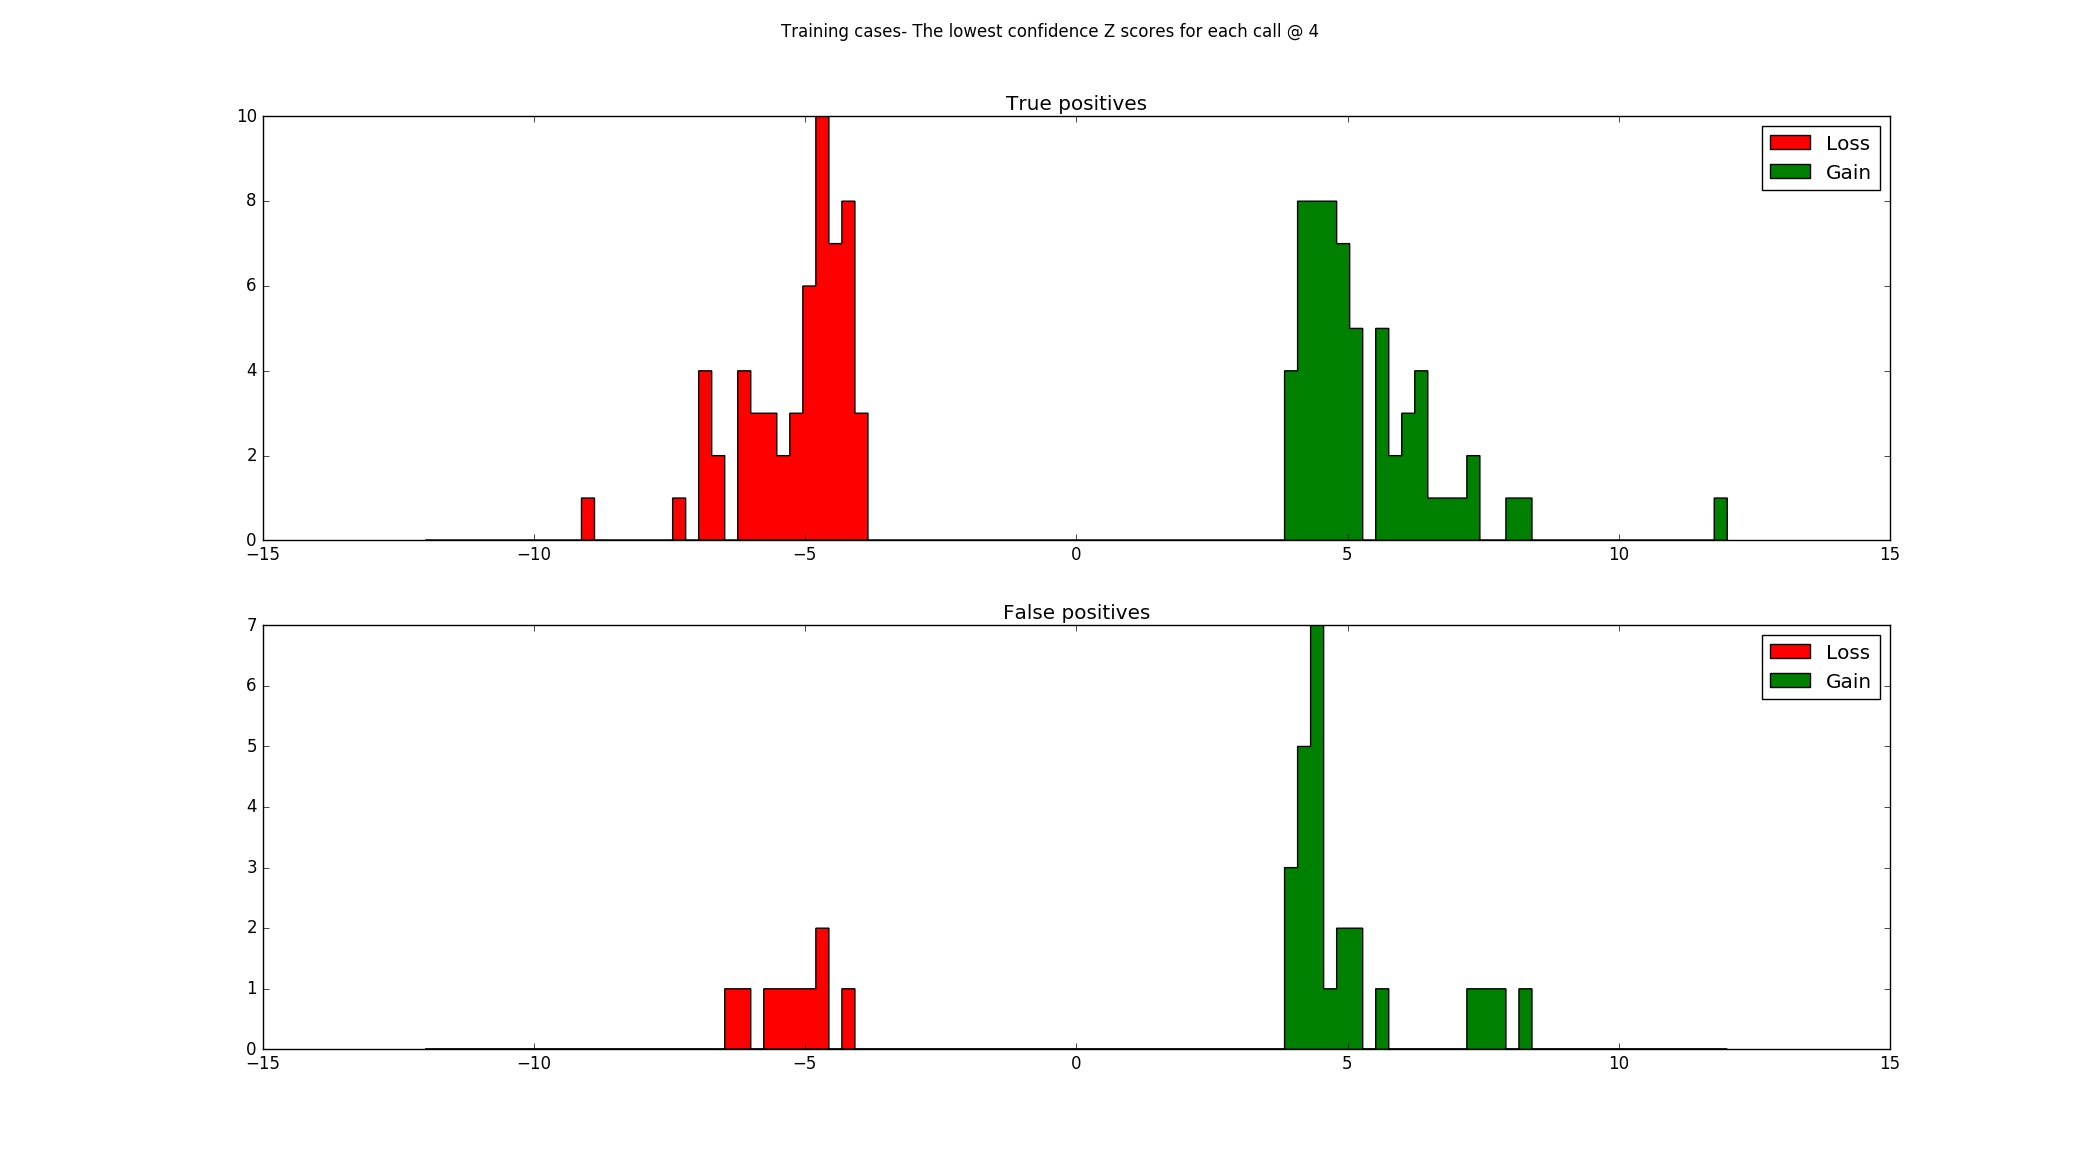 Training cases- The lowest confidence Z scores for each call @ 4
True positives
10
8
6
4
2
0
Loss
Gain
−15 −10 −5 0 5 10 15
False positives
7
6
5
4
3
2
1
0
Loss
Gain
−15 −10 −5 0 5 10 15